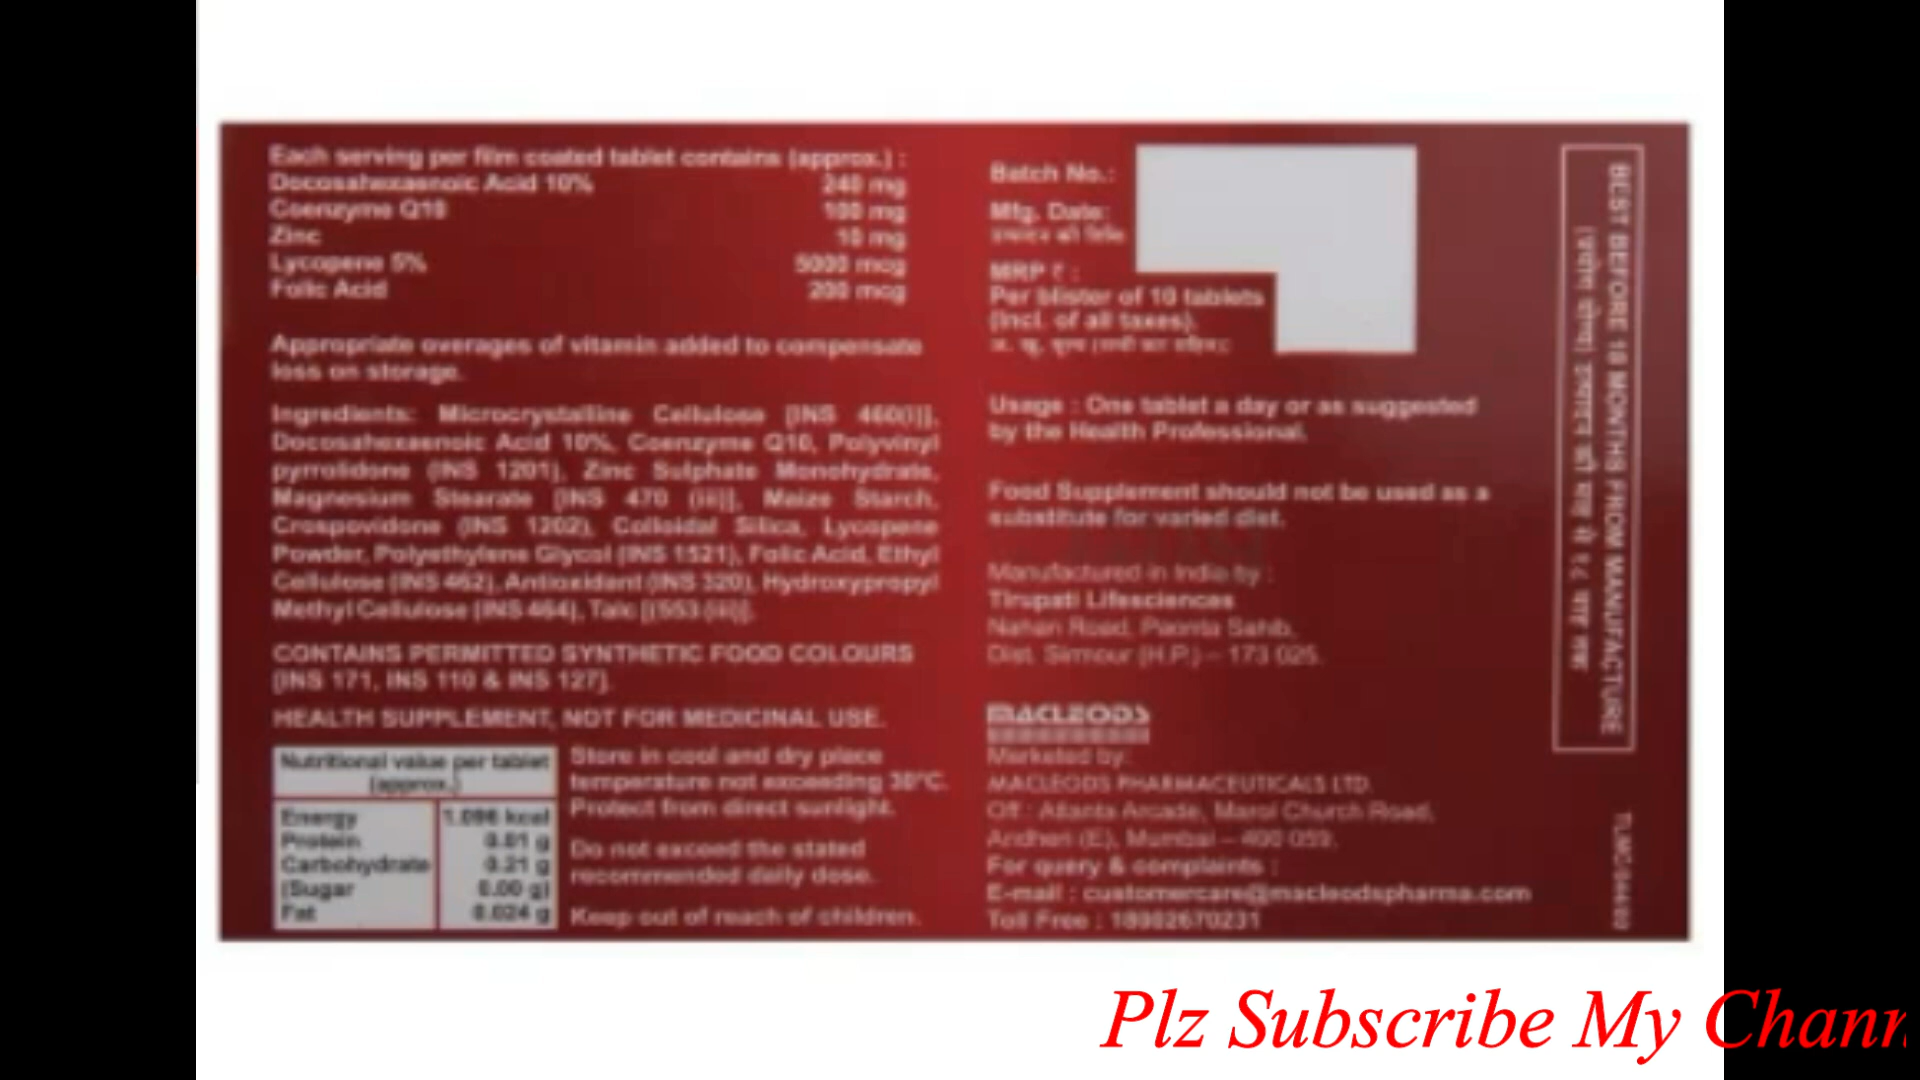 Each serving per film coated tablet contains (approx.) :
Docosahexaenoic Acid 10% 240 mg
Coenzyme Q10 100 mg
Zinc 10 mg
Lycopene 5% 5000 mcg
Folic Acid 200 mcg
Appropriate overages of vitamin added to compensate
loss on storage.
Ingredients: Microcrystalline Cellulose [INS 460(i)],
Docosahexaenoic Acid 10%, Coenzyme Q10, Polyvinyl
pyrrolidone (INS 1201), Zinc Sulphate Monohydrate,
Magnesium Stearate [INS 470 (iii)], Maize Starch,
Crospovidone (INS 1202), Colloidal Silica, Lycopene
Powder, Polyethylene Glycol (INS 1521), Folic Acid, Ethyl
Cellulose (INS 462), Antioxidant (INS 320), Hydroxypropyl
Methyl Cellulose (INS 464), Talc [(553 (iii)].
CONTAINS PERMITTED SYNTHETIC FOOD COLOURS
[INS 171, INS 110 & INS 127].
HEALTH SUPPLEMENT, NOT FOR MEDICINAL USE.
Nutritional value per tablet
(approx.)
Energy 1.096 kcal
Protein 0.01 g
Carbohydrate 0.21 g
(Sugar 0.00 g)
Fat 0.024 g
Store in cool and dry place
temperature not exceeding 30°C.
Protect from direct sunlight.
Do not exceed the stated
recommended daily dose.
Keep out of reach of children.
Batch No.:
Mfg. Date:
MRP ₹ :
Per blister of 10 tablets
(Incl. of all taxes).
Usage : One tablet a day or as suggested
by the Health Professional.
Food Supplement should not be used as a
substitute for varied diet.
Manufactured in India by :
Tirupati Lifesciences
Nahan Road, Paonta Sahib,
Dist. Sirmour (H.P.) – 173 025.
MACLEODS
Marketed by:
MACLEODS PHARMACEUTICALS LTD.
Off : Atlanta Arcade, Marol Church Road,
Andheri (E), Mumbai – 400 059.
For query & complaints :
E-mail : customercare@macleodspharma.com
Toll Free : 18002670231
BEST BEFORE 18 MONTHS FROM MANUFACTURE
Plz Subscribe My Chann